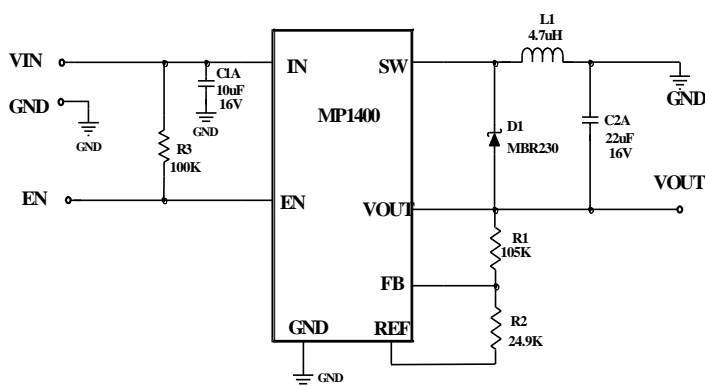 L1
4.7uH
VIN
IN
SW
C1A
10uF
16V
GND
GND
GND
GND
MP1400
D1
MBR230
C2A
22uF
16V
R3
100K
VOUT
EN
EN
VOUT
R1
105K
FB
R2
24.9K
GND
REF
GND